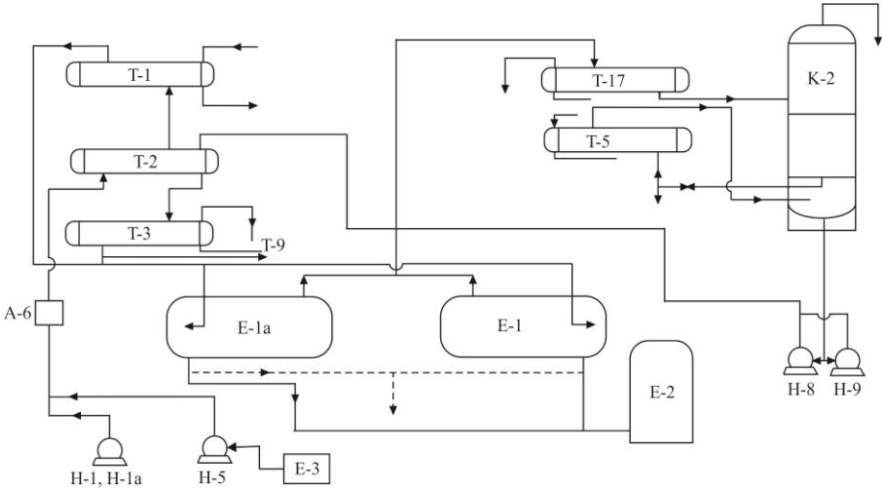 T-1
T-17
K-2
T-2
T-5
T-3
T-9
A-6
E-1a
E-1
E-2
H-8
H-9
H-1, H-1a
H-5
E-3